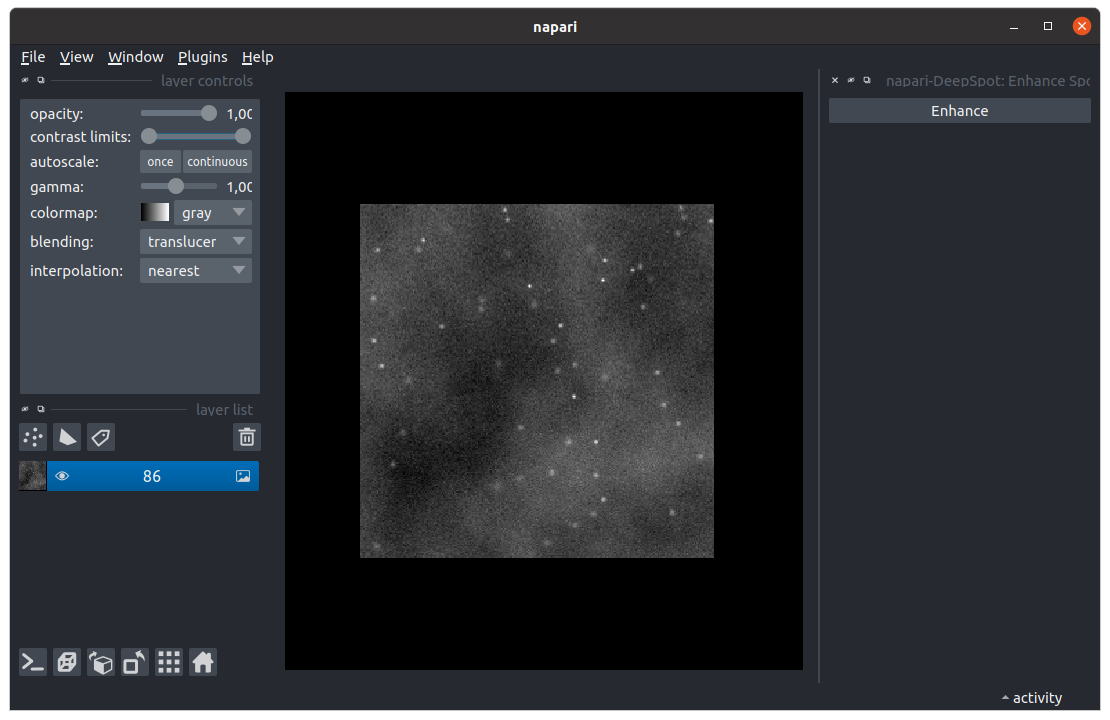 napari
File View Window Plugins Help
layer controls
opacity: 1,00
contrast limits:
autoscale: once continuous
gamma: 1,00
colormap: gray
blending: translucer
interpolation: nearest
layer list
86
napari-DeepSpot: Enhance Spo
Enhance
activity